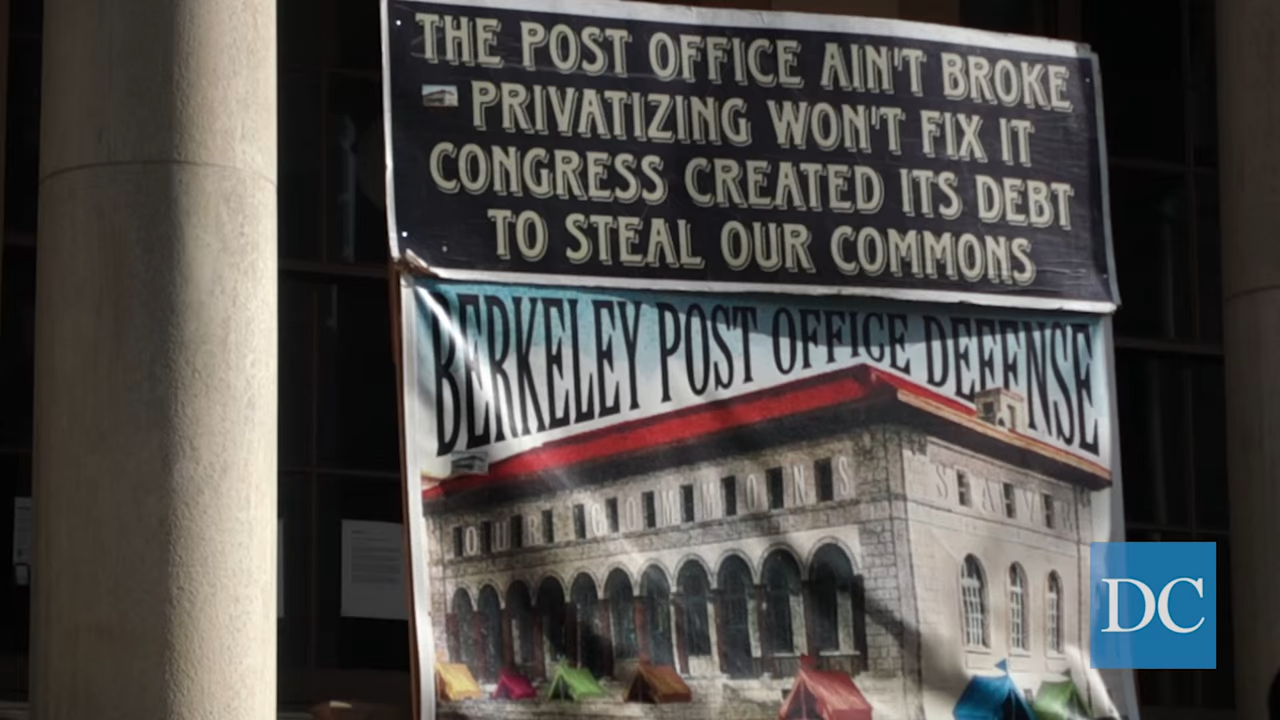 THE POST OFFICE AIN'T BROKE
PRIVATIZING WON'T FIX IT
CONGRESS CREATED ITS DEBT
TO STEAL OUR COMMONS
BERKELEY POST OFFICE DEFENSE
OUR COMMONS
DC